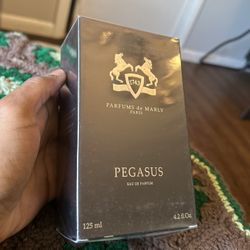 1743
PARFUMS de MARLY
PARIS
PEGASUS
EAU DE PARFUM
125 ml
4.2 fl.Oz